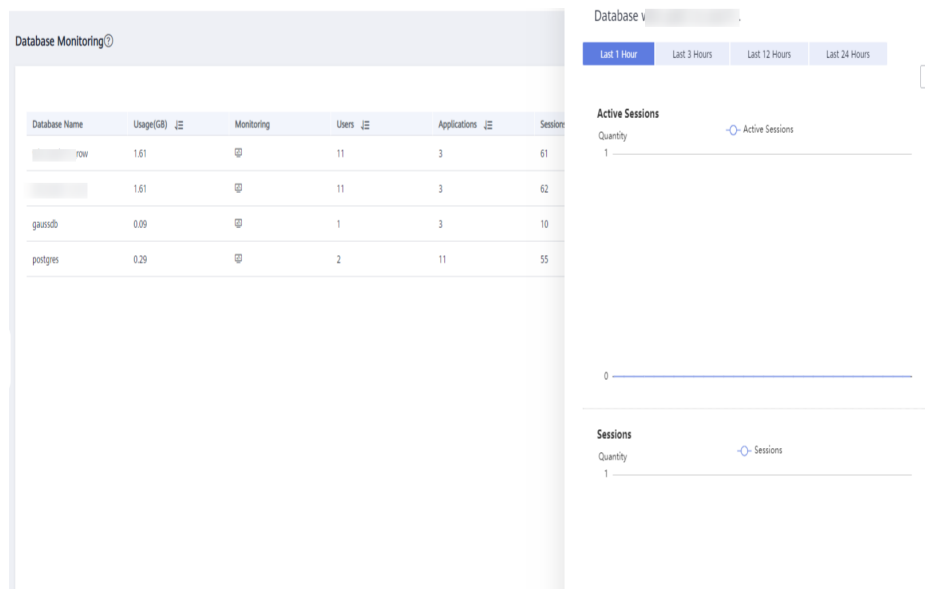 Database Monitoring?
Database Name Usage(GB) Monitoring Users Applications
row 1.61 11 3 61
1.61 11 3 62
gaussdb 0.09 1 3 10
postgres 0.29 2 11 55
Database
Last 1 Hour Last 3 Hours Last 12 Hours Last 24 Hours
Active Sessions
Quantity
Active Sessions
1
0
Sessions
Quantity
Sessions
1